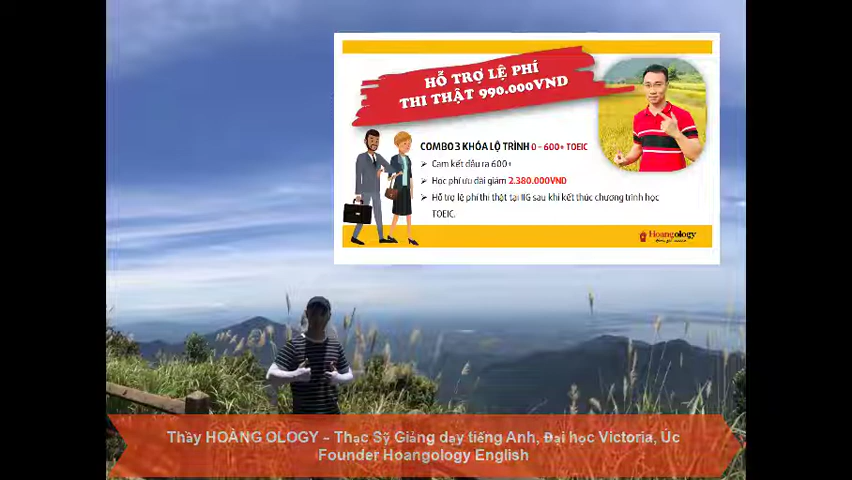 HỖ TRỢ LỆ PHÍ
THI THẬT 990.000VND
COMBO 3 KHÓA LỘ TRÌNH 0 - 600+ TOEIC
Cam kết đầu ra 600+
Học phí ưu đãi giảm 2.380.000VND
Hỗ trợ lệ phí thi thật tại IIG sau khi kết thúc chương trình học
TOEIC.
Hoangology
Thầy HOÀNG OLOGY – Thạc Sỹ Giảng dạy tiếng Anh, Đại học Victoria, Úc
Founder Hoangology English